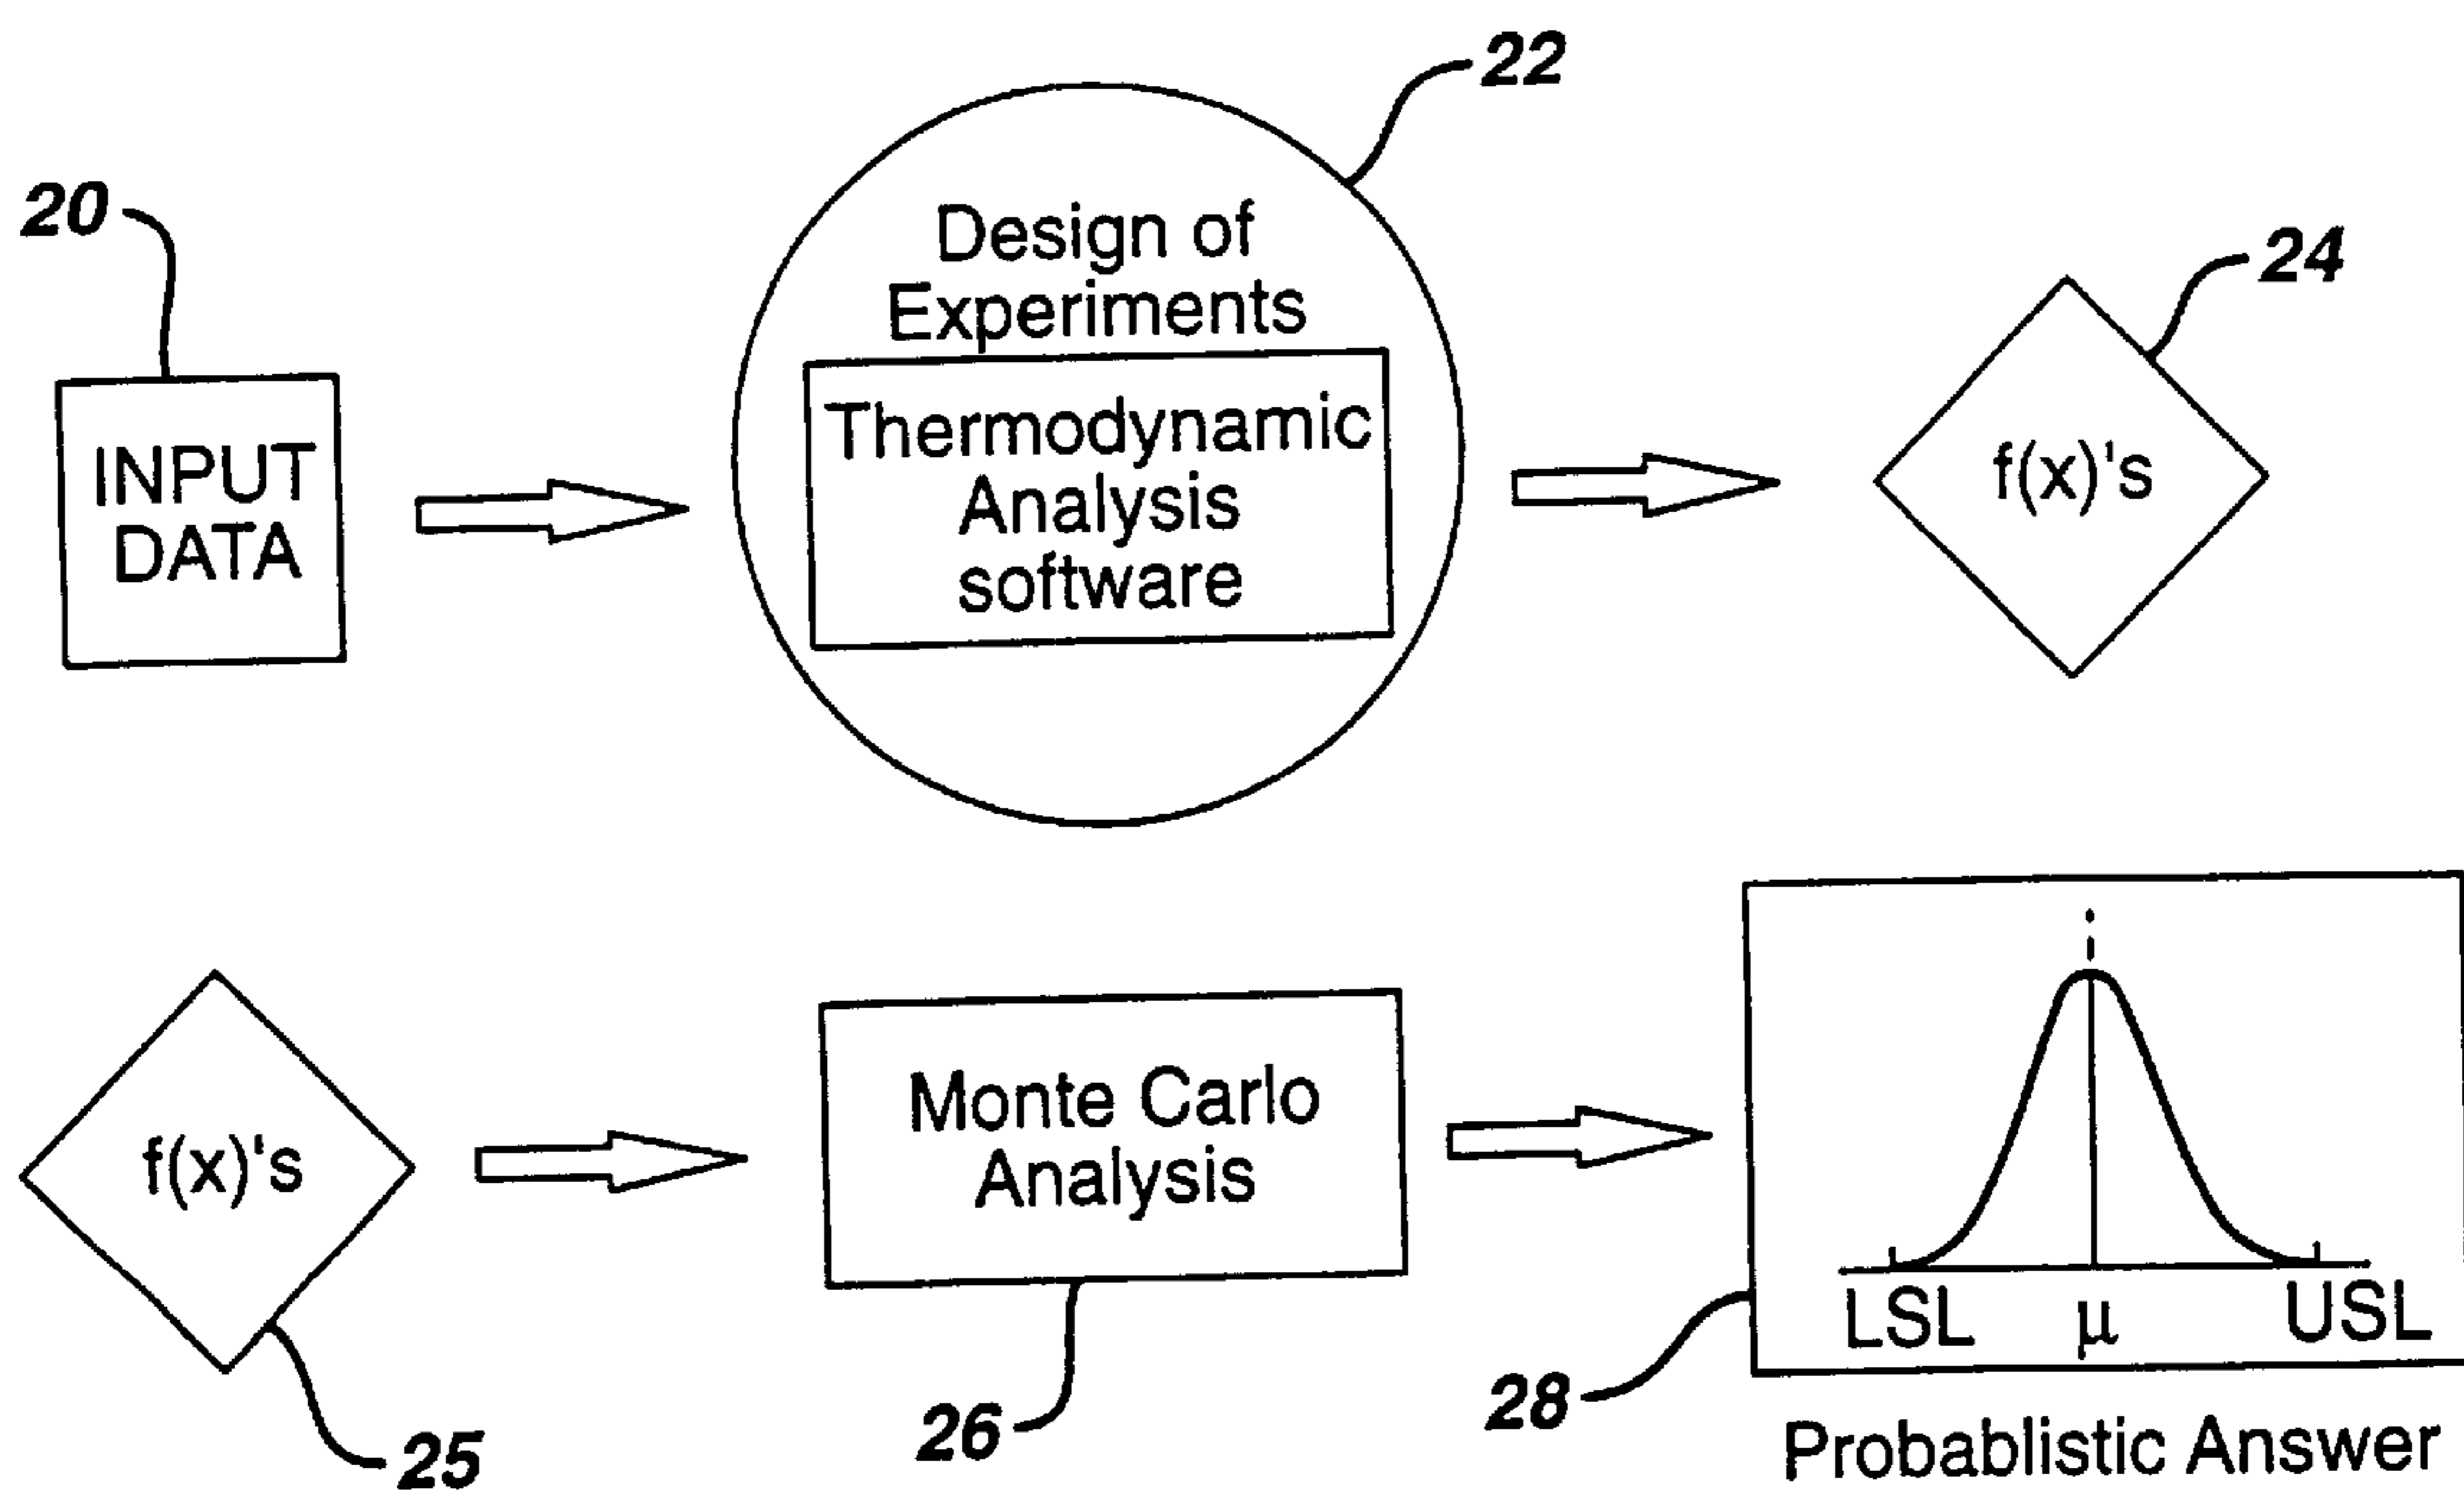 22
20
Design of
Experiments
24
Thermodynamic
Analysis
software
INPUT
DATA
f(x)'s
f(x)'s
Monte Carlo
Analysis
LSL μ USL
28
26
25
Probablistic Answer